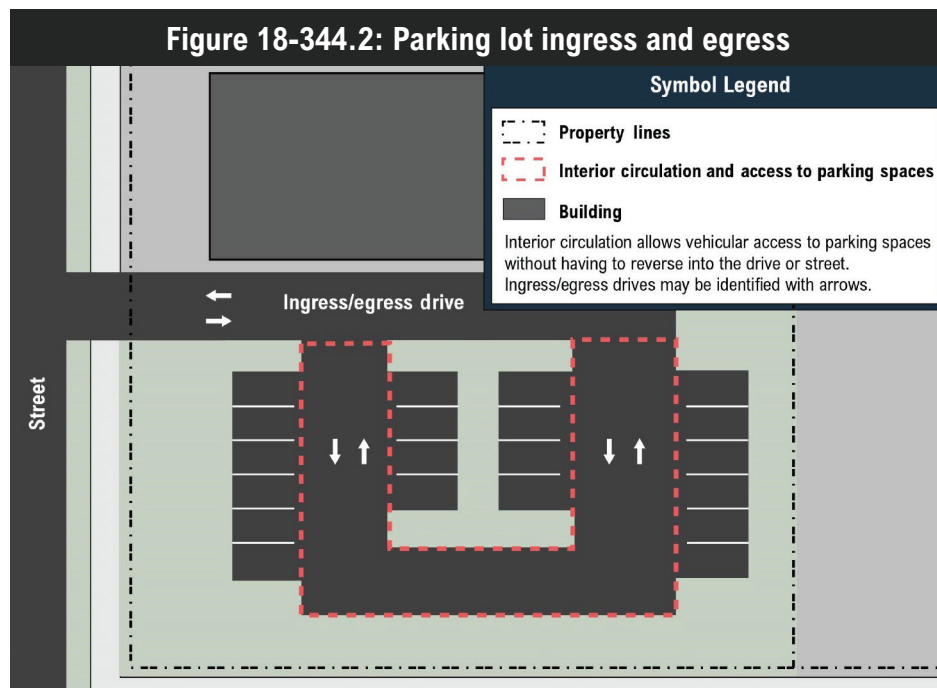 Figure 18-344.2: Parking lot ingress and egress
Symbol Legend
Property lines
Interior circulation and access to parking spaces
Building
Interior circulation allows vehicular access to parking spaces
without having to reverse into the drive or street.
Ingress/egress drives may be identified with arrows.
Ingress/egress drive
Street